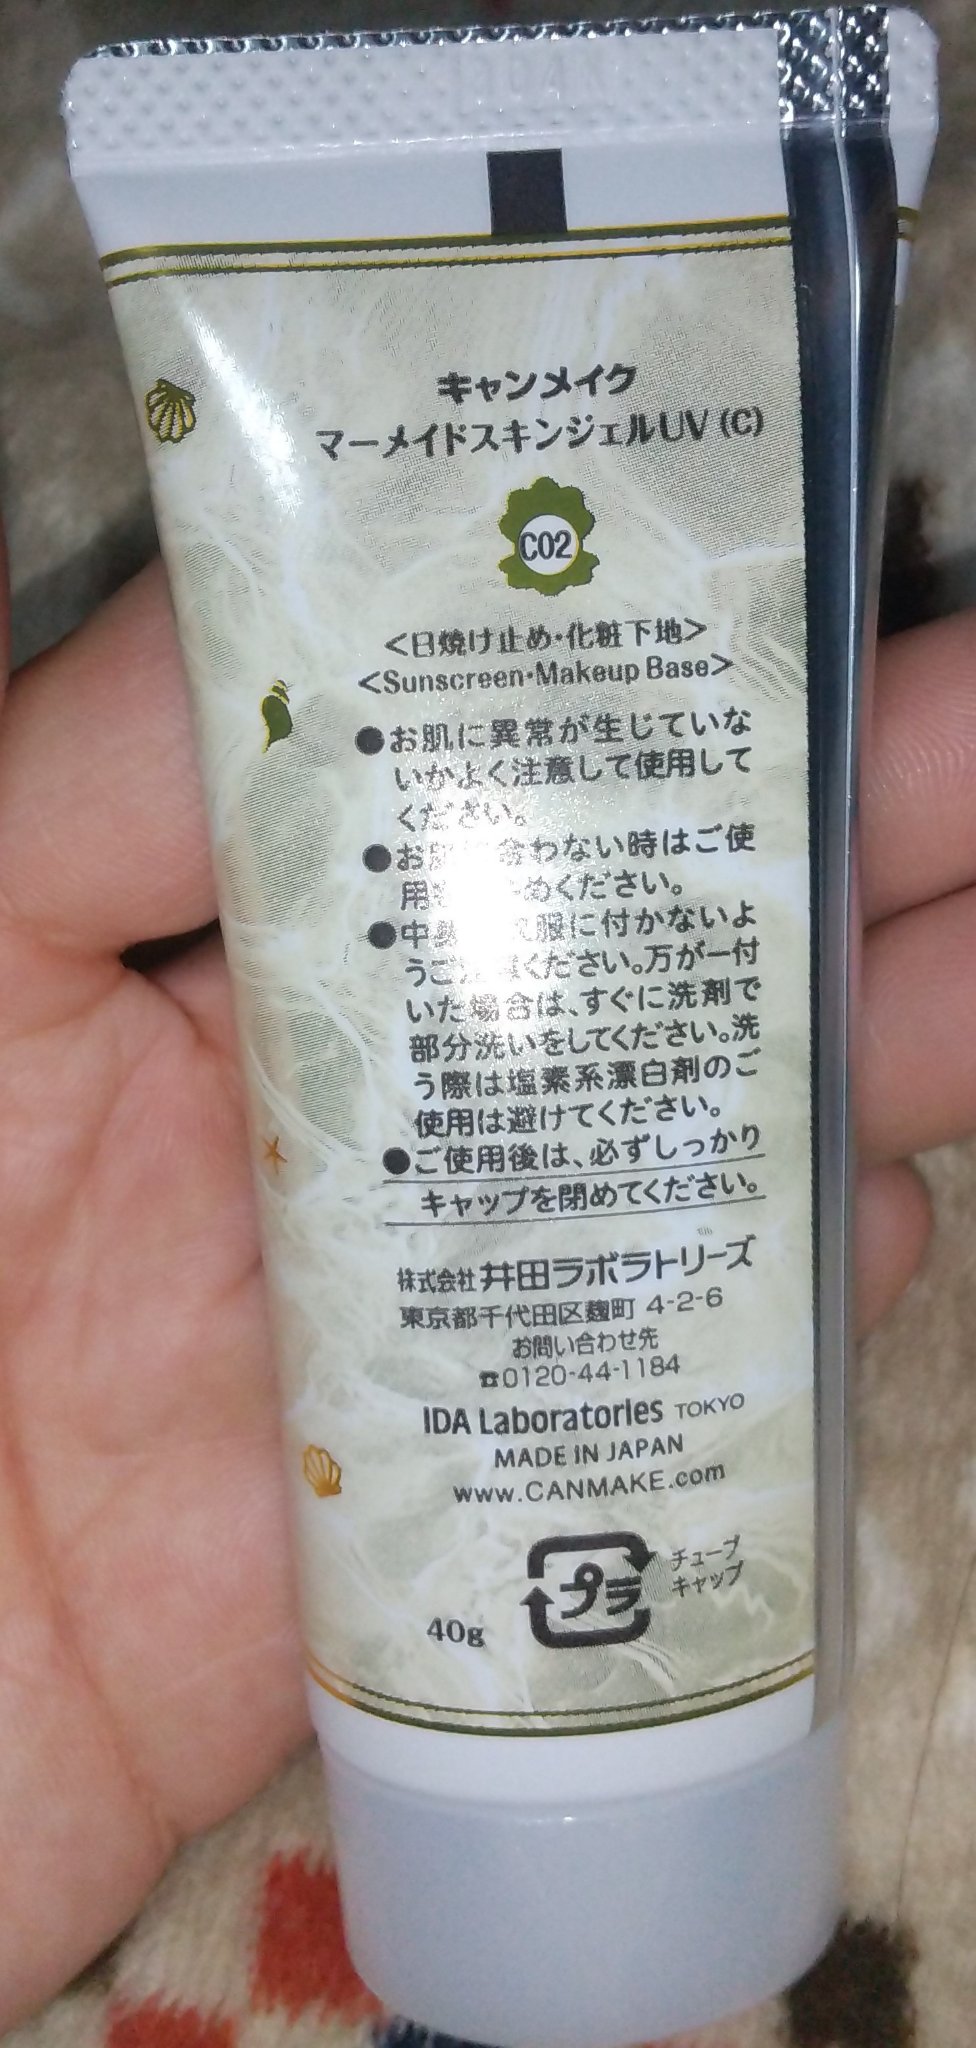 キャンメイク
マーメイドスキンジェルUV (C)
C02
<日焼け止め・化粧下地>
<Sunscreen・Makeup Base>
●お肌に異常が生じていな
いかよく注意して使用して
ください。
●お肌に合わない時はご使
用 めください。
●中 服に付かないよ
うご ください。万が一付
いた場合は、すぐに洗剤で
部分洗いをしてください。洗
う際は塩素系漂白剤のご
使用は避けてください。
●ご使用後は、必ずしっかり
キャップを閉めてください。
株式会社 井田ラボラトリーズ
東京都千代田区麹町 4-2-6
お問い合わせ先
☎0120-44-1184
IDA Laboratories TOKYO
MADE IN JAPAN
www.CANMAKE.com
プラ
チューブ
キャップ
40g